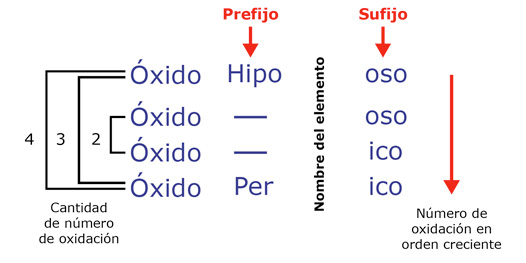 Prefijo Sufijo
Óxido Hipo oso
Óxido — oso
4 3 2
Óxido — ico
Óxido Per ico
Nombre del elemento
Cantidad
de número
de oxidación
Número de
oxidación en
orden creciente